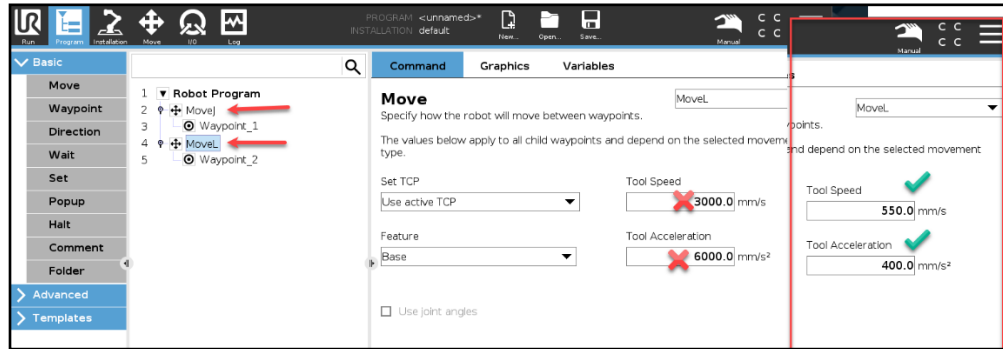 PROGRAM <unnamed>*
INSTALLATION default
UR
Run Program Installation Move I/O Log New... Open... Save... Manual C C
C C
Manual C C
C C
Basic
Move
Waypoint
Direction
Wait
Set
Popup
Halt
Comment
Folder
Advanced
Templates
1 Robot Program
2 MoveJ
3 Waypoint_1
4 MoveL
5 Waypoint_2
Command Graphics Variables
Move MoveL
Specify how the robot will move between waypoints.
The values below apply to all child waypoints and depend on the selected movem
type.
Set TCP Tool Speed
Use active TCP 3000.0 mm/s
Feature Tool Acceleration
Base 6000.0 mm/s²
Use joint angles
s
MoveL
points.
nd depend on the selected movement
Tool Speed
550.0 mm/s
Tool Acceleration
400.0 mm/s²